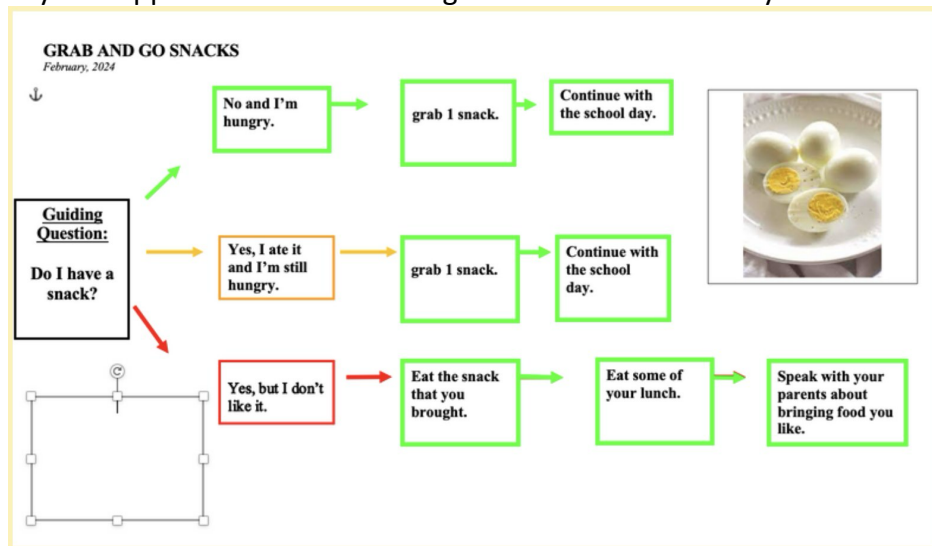 GRAB AND GO SNACKS
February, 2024
No and I'm
hungry.
grab 1 snack.
Continue with
the school day.
Guiding
Question:
Do I have a
snack?
Yes, I ate it
and I'm still
hungry.
grab 1 snack.
Continue with
the school
day.
Yes, but I don't
like it.
Eat the snack
that you
brought.
Eat some of
your lunch.
Speak with your
parents about
bringing food you
like.